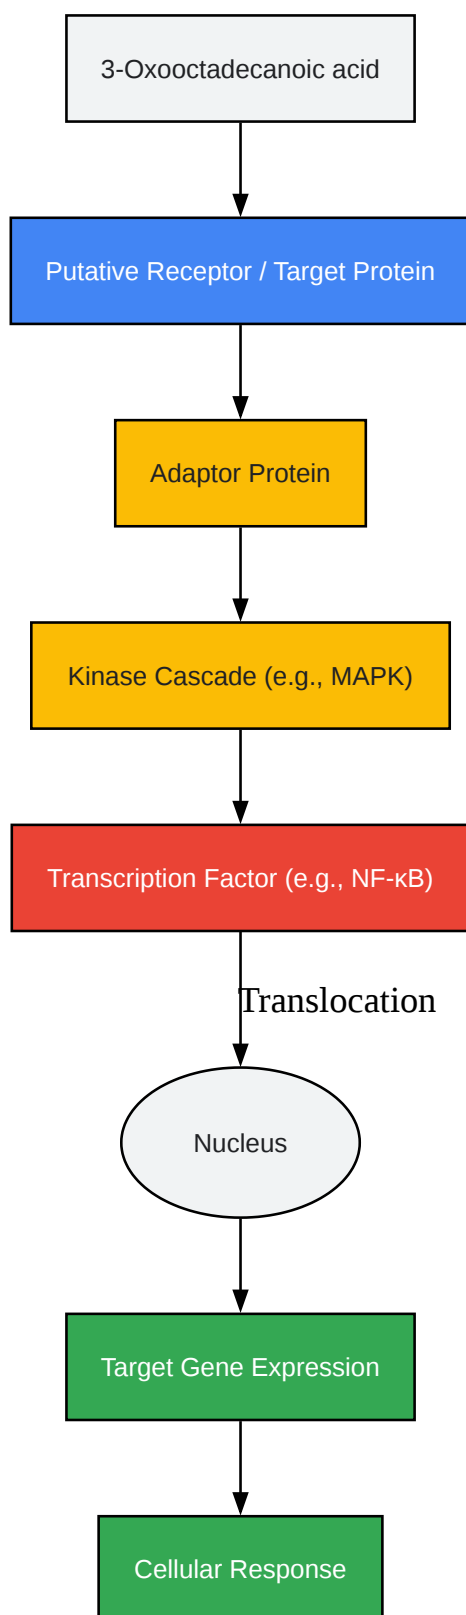 3-Oxooctadecanoic acid
Putative Receptor / Target Protein
Adaptor Protein
Kinase Cascade (e.g., MAPK)
Transcription Factor (e.g., NF-κB)
Translocation
Nucleus
Target Gene Expression
Cellular Response